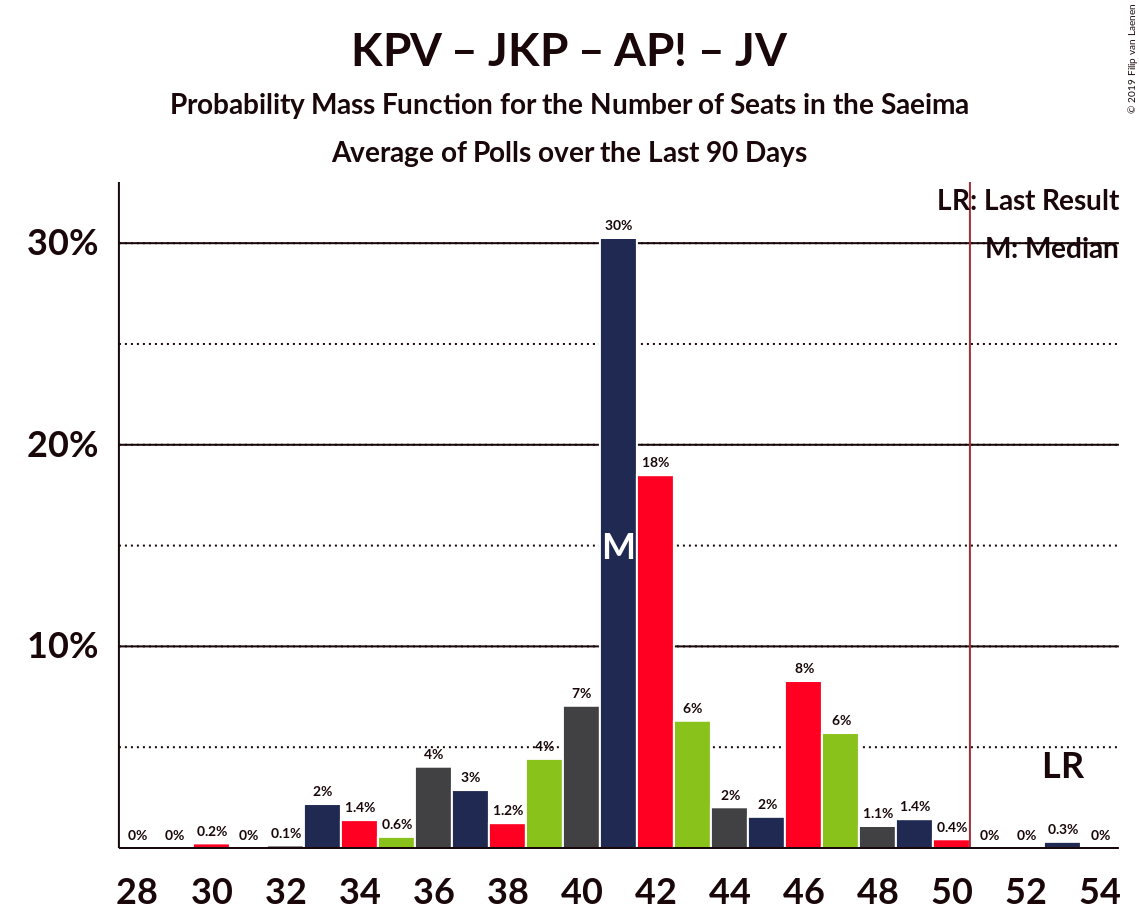 KPV – JKP – AP! – JV
Probability Mass Function for the Number of Seats in the Saeima
Average of Polls over the Last 90 Days
© 2019 Filip van Laenen
LR: Last Result
M: Median
30%
20%
10%
0% 0% 0.2% 0% 0.1% 2% 1.4% 0.6% 4% 3% 1.2% 4% 7% 30% 18% 6% 2% 2% 8% 6% 1.1% 1.4% 0.4% 0% 0% 0.3% 0%
M
LR
28 30 32 34 36 38 40 42 44 46 48 50 52 54